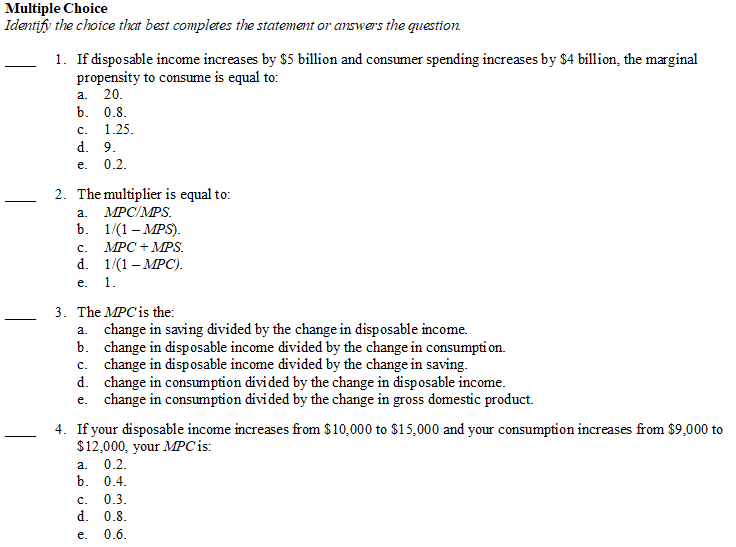 Multiple Choice
Identify the choice that best completes the statement or answers the question.
____ 1. If disposable income increases by $5 billion and consumer spending increases by $4 billion, the marginal
propensity to consume is equal to:
a. 20.
b. 0.8.
c. 1.25.
d. 9.
e. 0.2.
____ 2. The multiplier is equal to:
a. MPC/MPS.
b. 1/(1 – MPS).
c. MPC + MPS.
d. 1/(1 – MPC).
e. 1.
____ 3. The MPC is the:
a. change in saving divided by the change in disposable income.
b. change in disposable income divided by the change in consumption.
c. change in disposable income divided by the change in saving.
d. change in consumption divided by the change in disposable income.
e. change in consumption divided by the change in gross domestic product.
____ 4. If your disposable income increases from $10,000 to $15,000 and your consumption increases from $9,000 to
$12,000, your MPC is:
a. 0.2.
b. 0.4.
c. 0.3.
d. 0.8.
e. 0.6.